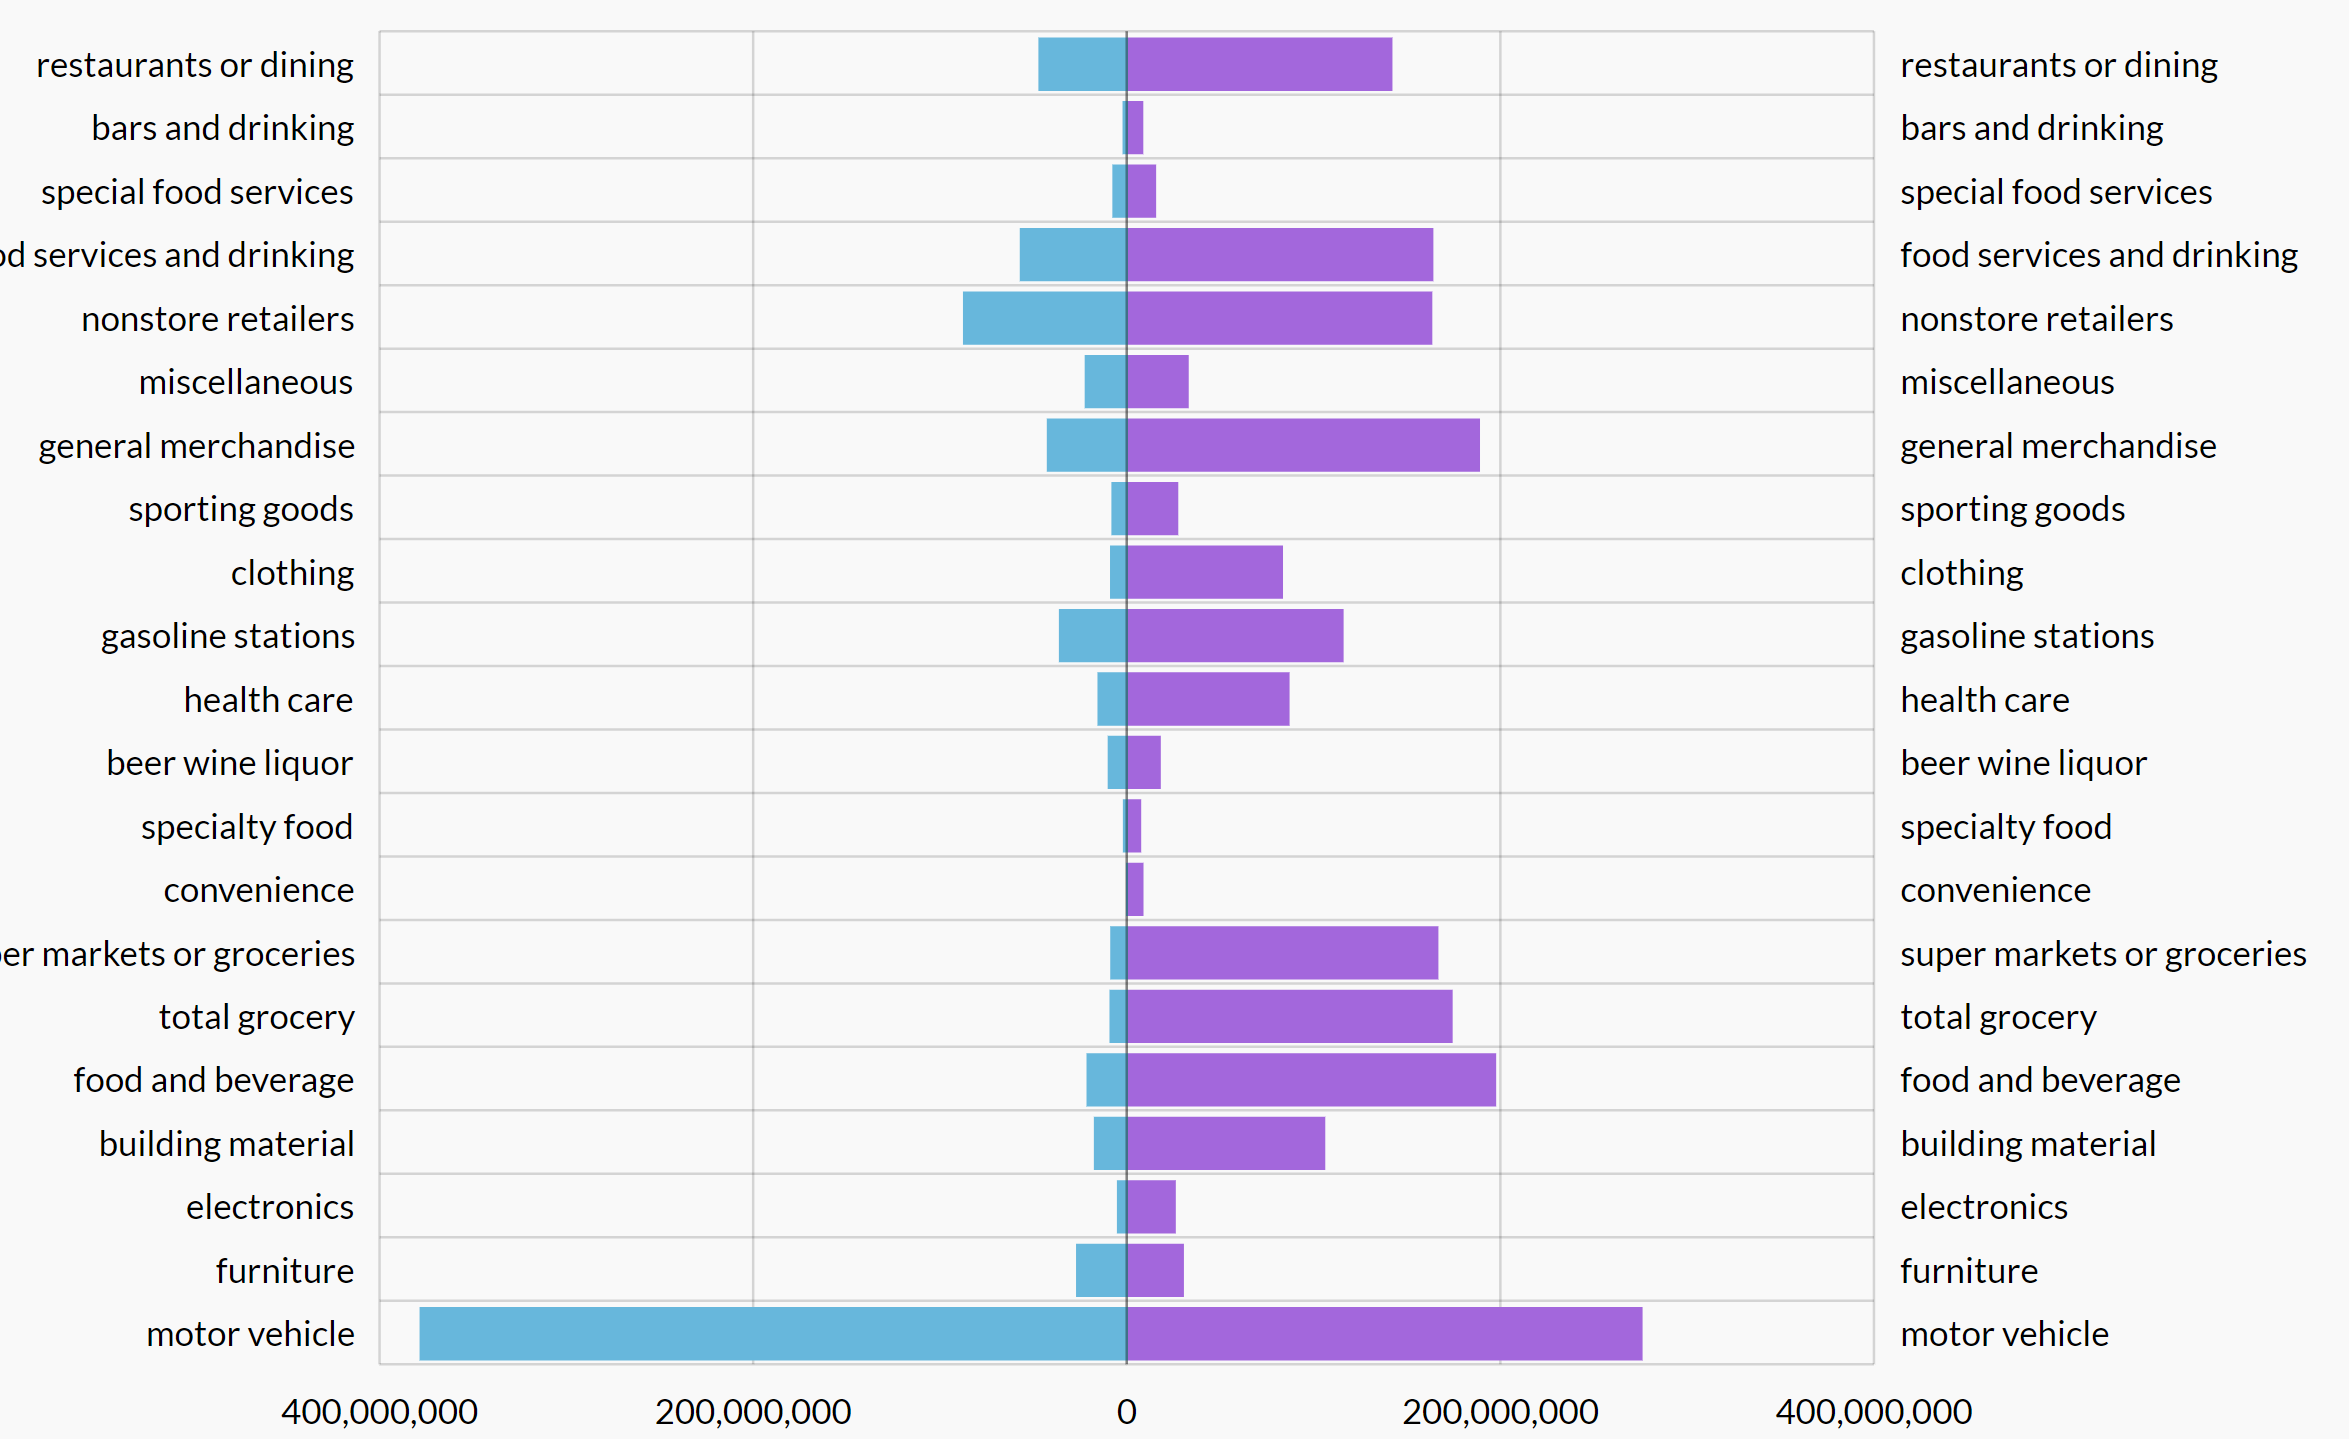 restaurants or dining restaurants or dining
bars and drinking bars and drinking
special food services special food services
services and drinking food services and drinking
nonstore retailers nonstore retailers
miscellaneous miscellaneous
general merchandise general merchandise
sporting goods sporting goods
clothing clothing
gasoline stations gasoline stations
health care health care
beer wine liquor beer wine liquor
specialty food specialty food
convenience convenience
markets or groceries super markets or groceries
total grocery total grocery
food and beverage food and beverage
building material building material
electronics electronics
furniture furniture
motor vehicle motor vehicle
400,000,000 200,000,000 0 200,000,000 400,000,000